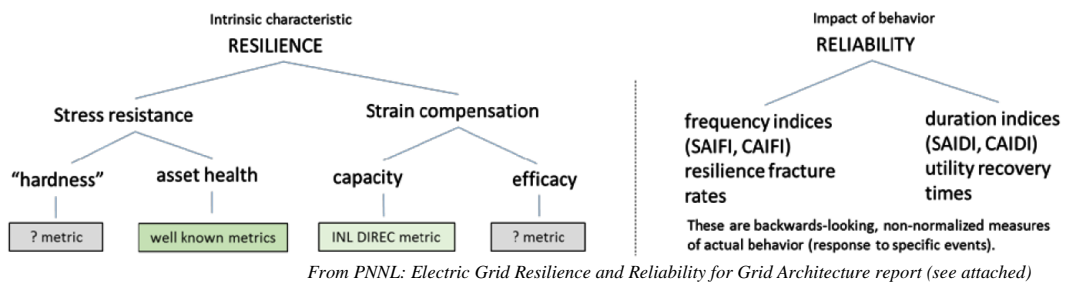 Intrinsic characteristic
RESILIENCE
Stress resistance
Strain compensation
"hardness"
asset health
capacity
efficacy
? metric
well known metrics
INL DIREC metric
? metric
Impact of behavior
RELIABILITY
frequency indices
(SAIFI, CAIFI)
resilience fracture
rates
duration indices
(SAIDI, CAIDI)
utility recovery
times
These are backwards-looking, non-normalized measures
of actual behavior (response to specific events).
From PNNL: Electric Grid Resilience and Reliability for Grid Architecture report (see attached)